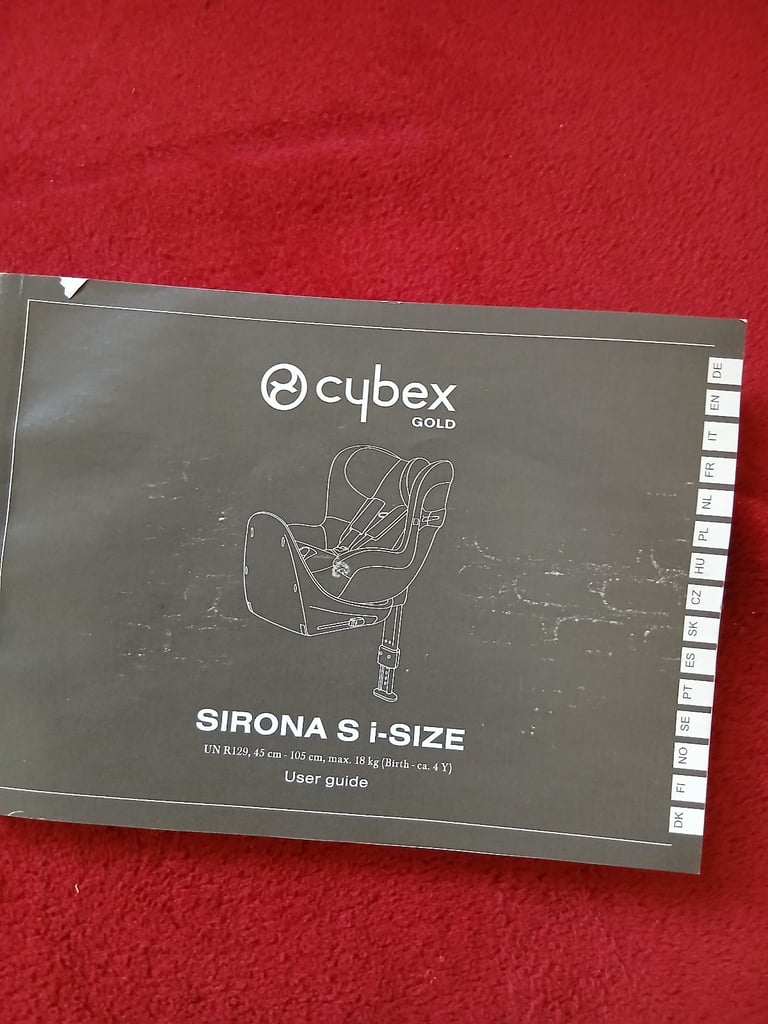 cybex
GOLD
SIRONA S i-SIZE
UN R129, 45 cm - 105 cm, max. 18 kg (Birth - ca. 4 Y)
User guide
DE
EN
IT
FR
NL
PL
HU
CZ
SK
ES
PT
SE
NO
FI
DK